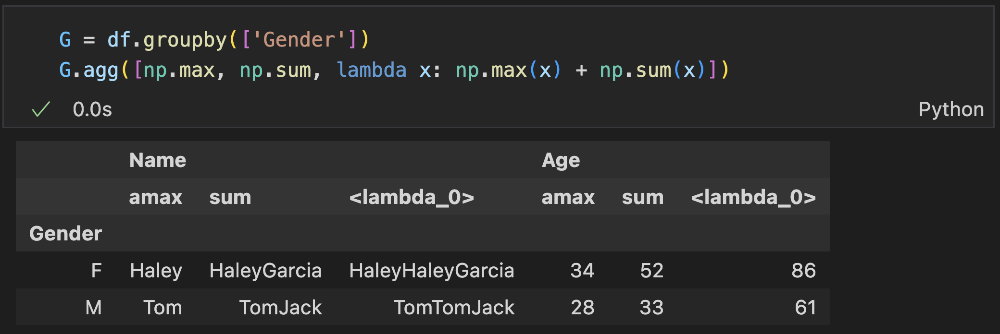 G = df.groupby(['Gender'])
G.agg([np.max, np.sum, lambda x: np.max(x) + np.sum(x)])
0.0s Python
Name Age
amax sum <lambda_0> amax sum <lambda_0>
Gender
F Haley HaleyGarcia HaleyHaleyGarcia 34 52 86
M Tom TomJack TomTomJack 28 33 61